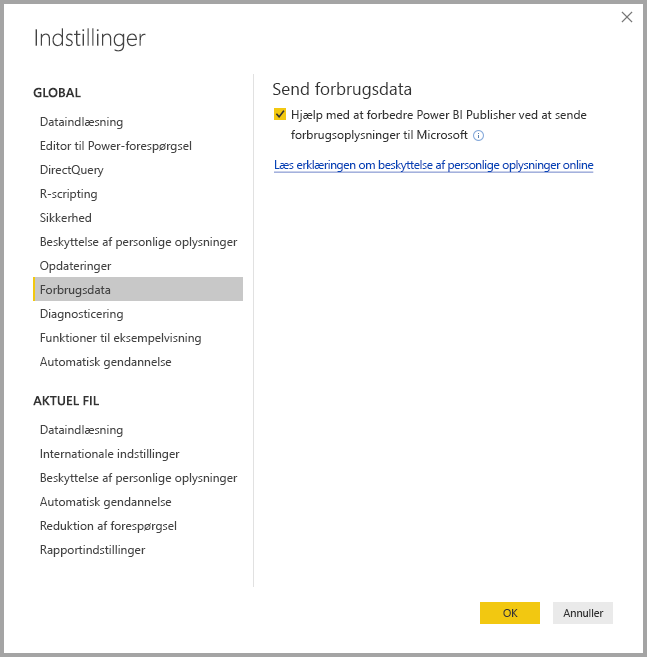 Indstillinger
GLOBAL
Dataindlæsning
Editor til Power-forespørgsel
DirectQuery
R-scripting
Sikkerhed
Beskyttelse af personlige oplysninger
Opdateringer
Forbrugsdata
Diagnosticering
Funktioner til eksempelvisning
Automatisk gendannelse
AKTUEL FIL
Dataindlæsning
Internationale indstillinger
Beskyttelse af personlige oplysninger
Automatisk gendannelse
Reduktion af forespørgsel
Rapportindstillinger
Send forbrugsdata
Hjælp med at forbedre Power BI Publisher ved at sende
forbrugsoplysninger til Microsoft
Læs erklæringen om beskyttelse af personlige oplysninger online
OK
Annuller